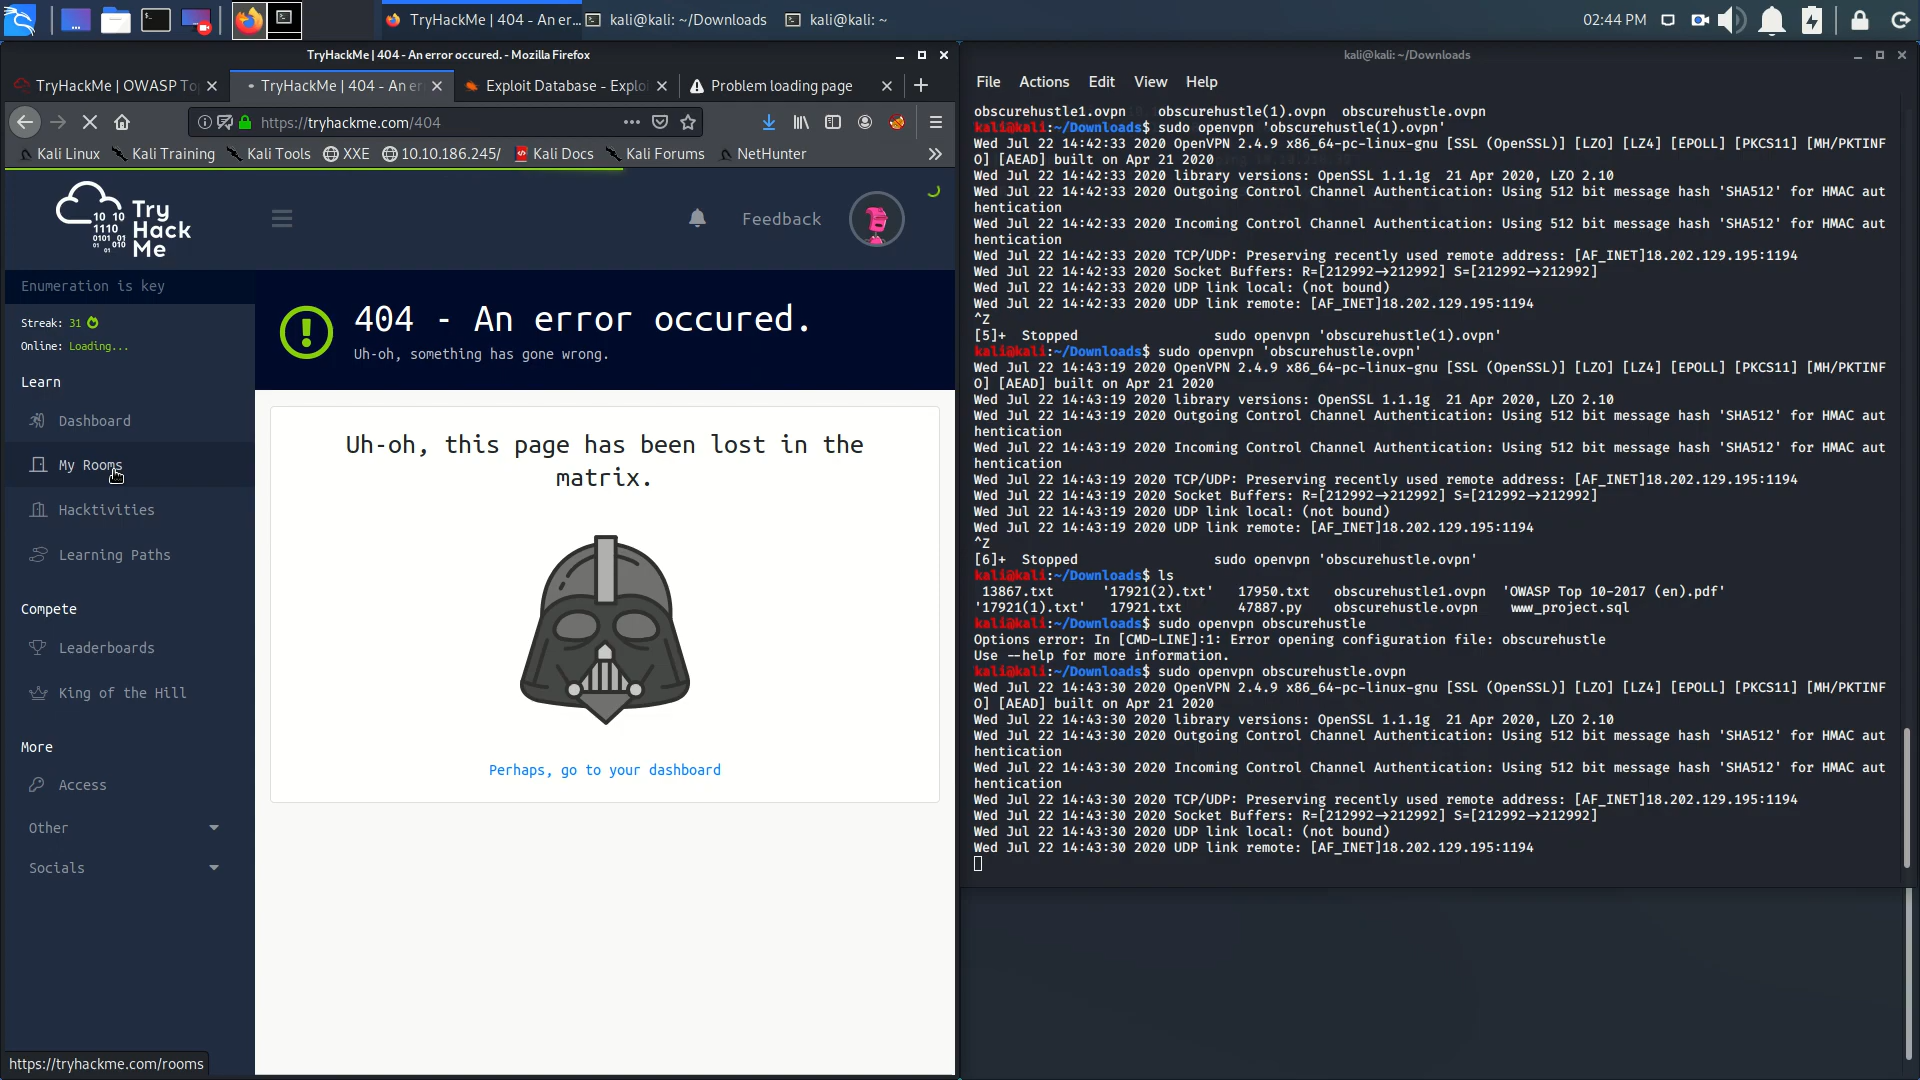 TryHackMe | 404 - An er...
kali@kali: ~/Downloads
kali@kali: ~
02:44 PM
TryHackMe | 404 - An error occured. - Mozilla Firefox
TryHackMe | OWASP To
TryHackMe | 404 - An er
Exploit Database - Explo
Problem loading page
https://tryhackme.com/404
Kali Linux
Kali Training
Kali Tools
XXE
10.10.186.245/
Kali Docs
Kali Forums
NetHunter
Try
Hack
Me
Feedback
Enumeration is key
Streak: 31
Online: Loading...
Learn
Dashboard
My Rooms
Hacktivities
Learning Paths
Compete
Leaderboards
King of the Hill
More
Access
Other
Socials
404 - An error occured.
Uh-oh, something has gone wrong.
Uh-oh, this page has been lost in the
matrix.
Perhaps, go to your dashboard
https://tryhackme.com/rooms
kali@kali: ~/Downloads
File Actions Edit View Help
obscurehustle1.ovpn obscurehustle(1).ovpn obscurehustle.ovpn
kali@kali:~/Downloads$ sudo openvpn 'obscurehustle(1).ovpn'
Wed Jul 22 14:42:33 2020 OpenVPN 2.4.9 x86_64-pc-linux-gnu [SSL (OpenSSL)] [LZO] [LZ4] [EPOLL] [PKCS11] [MH/PKTINF
O] [AEAD] built on Apr 21 2020
Wed Jul 22 14:42:33 2020 library versions: OpenSSL 1.1.1g 21 Apr 2020, LZO 2.10
Wed Jul 22 14:42:33 2020 Outgoing Control Channel Authentication: Using 512 bit message hash 'SHA512' for HMAC aut
hentication
Wed Jul 22 14:42:33 2020 Incoming Control Channel Authentication: Using 512 bit message hash 'SHA512' for HMAC aut
hentication
Wed Jul 22 14:42:33 2020 TCP/UDP: Preserving recently used remote address: [AF_INET]18.202.129.195:1194
Wed Jul 22 14:42:33 2020 Socket Buffers: R=[212992→212992] S=[212992→212992]
Wed Jul 22 14:42:33 2020 UDP link local: (not bound)
Wed Jul 22 14:42:33 2020 UDP link remote: [AF_INET]18.202.129.195:1194
^Z
[5]+ Stopped sudo openvpn 'obscurehustle(1).ovpn'
kali@kali:~/Downloads$ sudo openvpn 'obscurehustle.ovpn'
Wed Jul 22 14:43:19 2020 OpenVPN 2.4.9 x86_64-pc-linux-gnu [SSL (OpenSSL)] [LZO] [LZ4] [EPOLL] [PKCS11] [MH/PKTINF
O] [AEAD] built on Apr 21 2020
Wed Jul 22 14:43:19 2020 library versions: OpenSSL 1.1.1g 21 Apr 2020, LZO 2.10
Wed Jul 22 14:43:19 2020 Outgoing Control Channel Authentication: Using 512 bit message hash 'SHA512' for HMAC aut
hentication
Wed Jul 22 14:43:19 2020 Incoming Control Channel Authentication: Using 512 bit message hash 'SHA512' for HMAC aut
hentication
Wed Jul 22 14:43:19 2020 TCP/UDP: Preserving recently used remote address: [AF_INET]18.202.129.195:1194
Wed Jul 22 14:43:19 2020 Socket Buffers: R=[212992→212992] S=[212992→212992]
Wed Jul 22 14:43:19 2020 UDP link local: (not bound)
Wed Jul 22 14:43:19 2020 UDP link remote: [AF_INET]18.202.129.195:1194
^Z
[6]+ Stopped sudo openvpn 'obscurehustle.ovpn'
kali@kali:~/Downloads$ ls
13867.txt '17921(2).txt' 17950.txt obscurehustle1.ovpn 'OWASP Top 10-2017 (en).pdf'
'17921(1).txt' 17921.txt 47887.py obscurehustle.ovpn www_project.sql
kali@kali:~/Downloads$ sudo openvpn obscurehustle
Options error: In [CMD-LINE]:1: Error opening configuration file: obscurehustle
Use --help for more information.
kali@kali:~/Downloads$ sudo openvpn obscurehustle.ovpn
Wed Jul 22 14:43:30 2020 OpenVPN 2.4.9 x86_64-pc-linux-gnu [SSL (OpenSSL)] [LZO] [LZ4] [EPOLL] [PKCS11] [MH/PKTINF
O] [AEAD] built on Apr 21 2020
Wed Jul 22 14:43:30 2020 library versions: OpenSSL 1.1.1g 21 Apr 2020, LZO 2.10
Wed Jul 22 14:43:30 2020 Outgoing Control Channel Authentication: Using 512 bit message hash 'SHA512' for HMAC aut
hentication
Wed Jul 22 14:43:30 2020 Incoming Control Channel Authentication: Using 512 bit message hash 'SHA512' for HMAC aut
hentication
Wed Jul 22 14:43:30 2020 TCP/UDP: Preserving recently used remote address: [AF_INET]18.202.129.195:1194
Wed Jul 22 14:43:30 2020 Socket Buffers: R=[212992→212992] S=[212992→212992]
Wed Jul 22 14:43:30 2020 UDP link local: (not bound)
Wed Jul 22 14:43:30 2020 UDP link remote: [AF_INET]18.202.129.195:1194